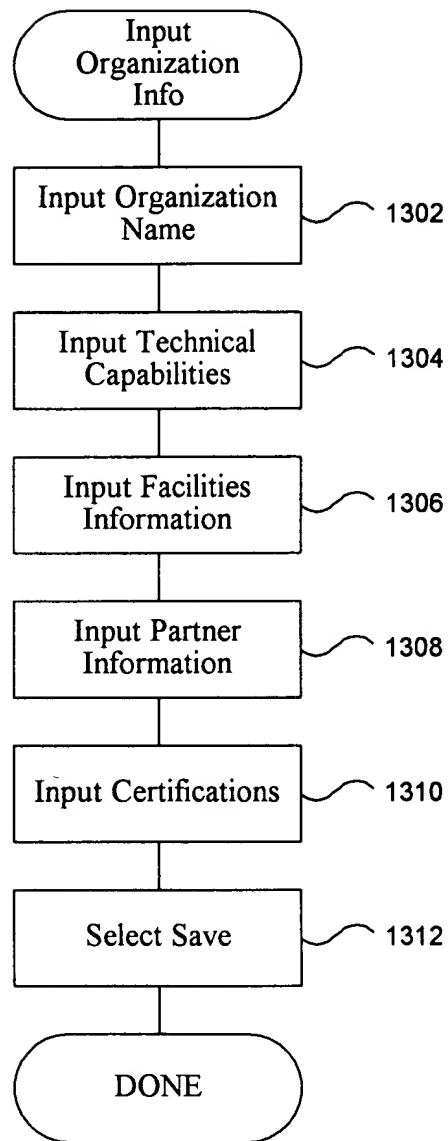 Input
Organization
Info
Input Organization
Name
1302
Input Technical
Capabilities
1304
Input Facilities
Information
1306
Input Partner
Information
1308
Input Certifications
1310
Select Save
1312
DONE